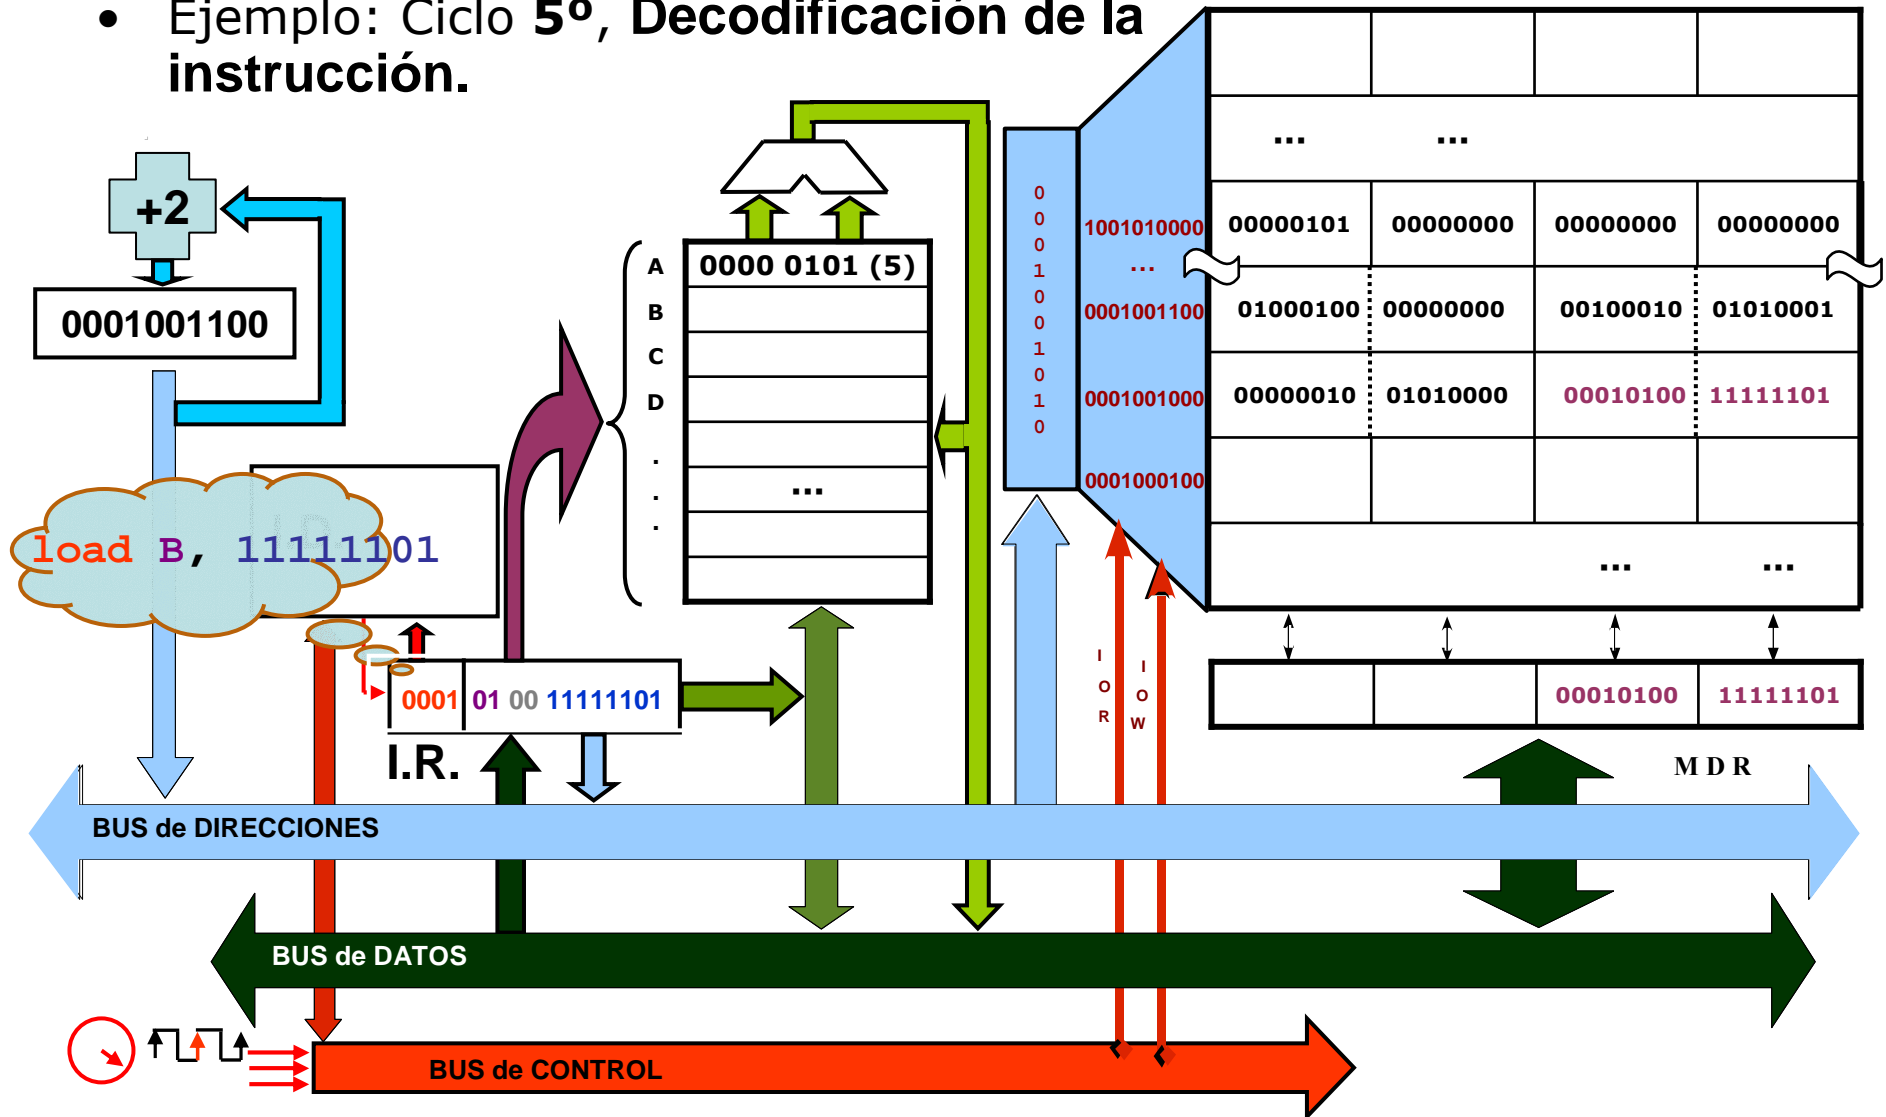 • Ejemplo: Ciclo 5º, Decodificación de la
instrucción.
+2
0001001100
load B, 11111101
0001 01 00 11111101
I.R.
A
B
C
D
.
.
.
0000 0101 (5)
...
0
0
0
1
0
0
1
0
1
0
1001010000
...
0001001100
0001001000
0001000100
... ...
00000101 00000000 00000000 00000000
01000100 00000000 00100010 01010001
00000010 01010000 00010100 11111101
... ...
I
O
R
I
O
W
00010100 11111101
M D R
BUS de DIRECCIONES
BUS de DATOS
BUS de CONTROL